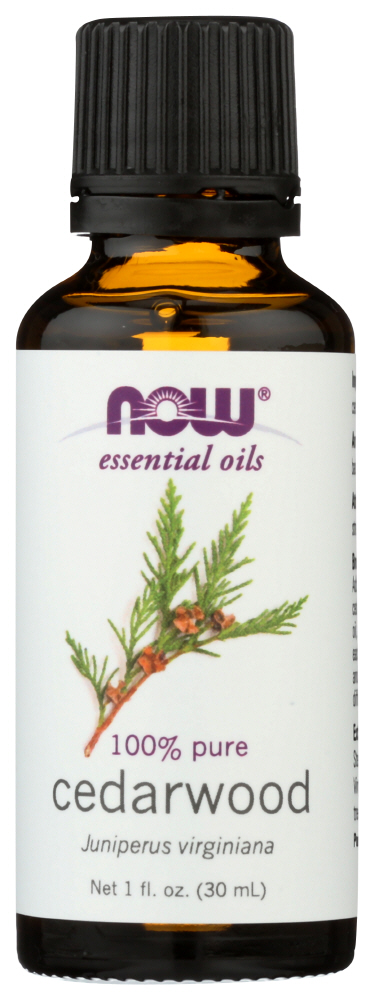 now®
essential oils
100% pure
cedarwood
Juniperus virginiana
Net 1 fl. oz. (30 mL)